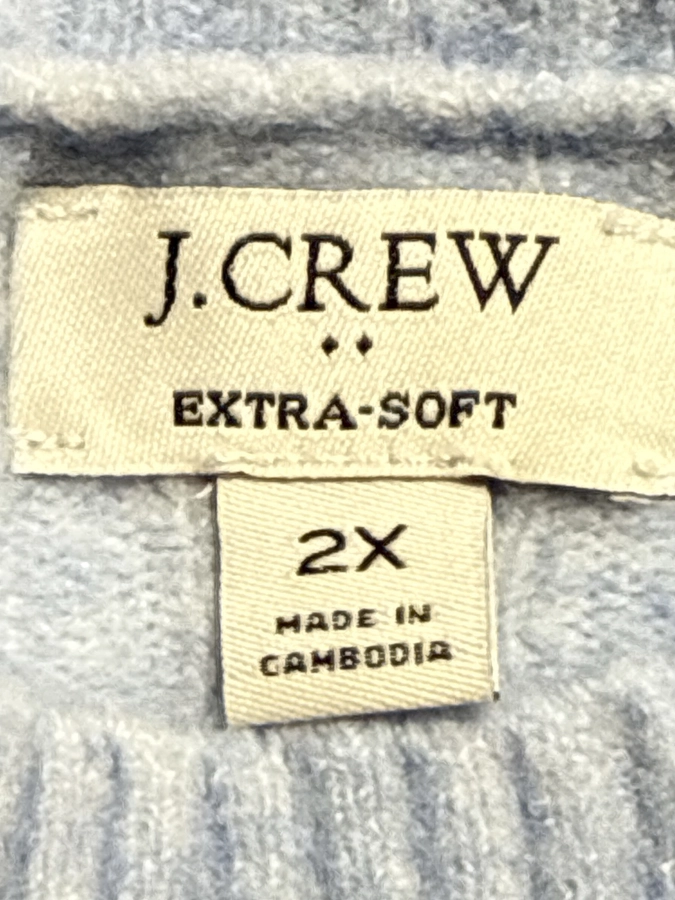 J.CREW
EXTRA-SOFT
2X
MADE IN
CAMBODIA